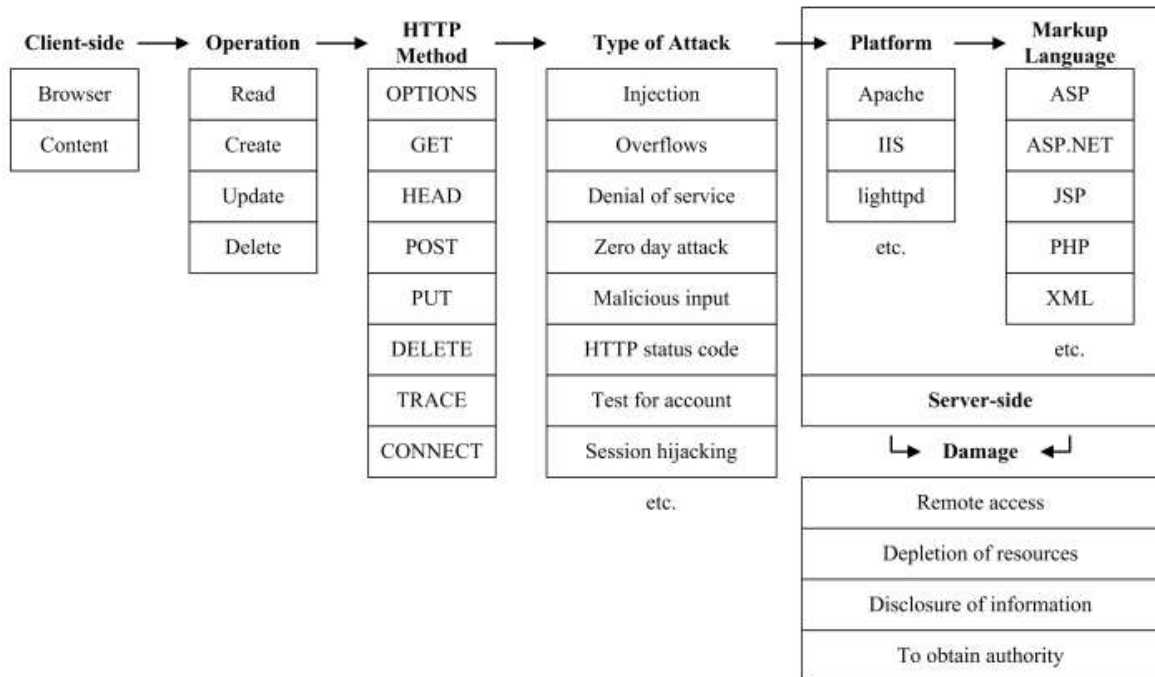 Client-side
Browser
Content
Operation
Read
Create
Update
Delete
HTTP
Method
OPTIONS
GET
HEAD
POST
PUT
DELETE
TRACE
CONNECT
Type of Attack
Injection
Overflows
Denial of service
Zero day attack
Malicious input
HTTP status code
Test for account
Session hijacking
etc.
Platform
Apache
IIS
lighttpd
etc.
Markup
Language
ASP
ASP.NET
JSP
PHP
XML
etc.
Server-side
Damage
Remote access
Depletion of resources
Disclosure of information
To obtain authority